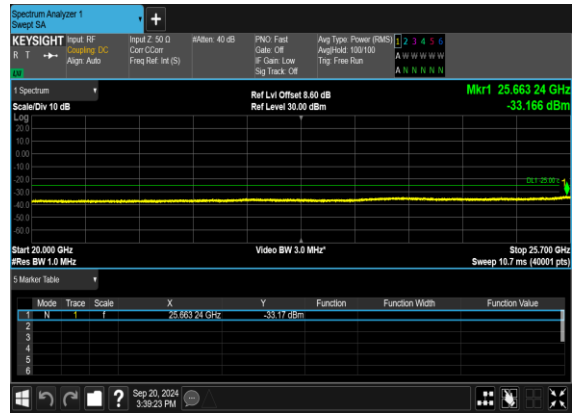 Spectrum Analyzer 1
Swept SA
+
KEYSIGHT Input: RF Input Z: 50 Ω #Atten: 40 dB PNO: Fast Avg Type: Power (RMS) 1 2 3 4 5 6
R T Coupling: DC Corr CCorr Gate: Off Avg|Hold: 100/100 A W W W W W
Align: Auto Freq Ref: Int (S) IF Gain: Low Trig: Free Run
Sig Track: Off A N N N N N
1 Spectrum Ref Lvl Offset 8.60 dB Mkr1 25.663 24 GHz
Scale/Div 10 dB Ref Level 30.00 dBm -33.166 dBm
Log
20.0
10.0
0.00
-10.0
-20.0
DL1 -25.00
-30.0
-40.0
-50.0
-60.0
Start 20.000 GHz Video BW 3.0 MHz* Stop 25.700 GHz
#Res BW 1.0 MHz Sweep 10.7 ms (40001 pts)
5 Marker Table
Mode Trace Scale X Y Function Function Width Function Value
1 N 1 f 25.663 24 GHz -33.17 dBm
2
3
4
5
6
? Sep 20, 2024
3:39:23 PM